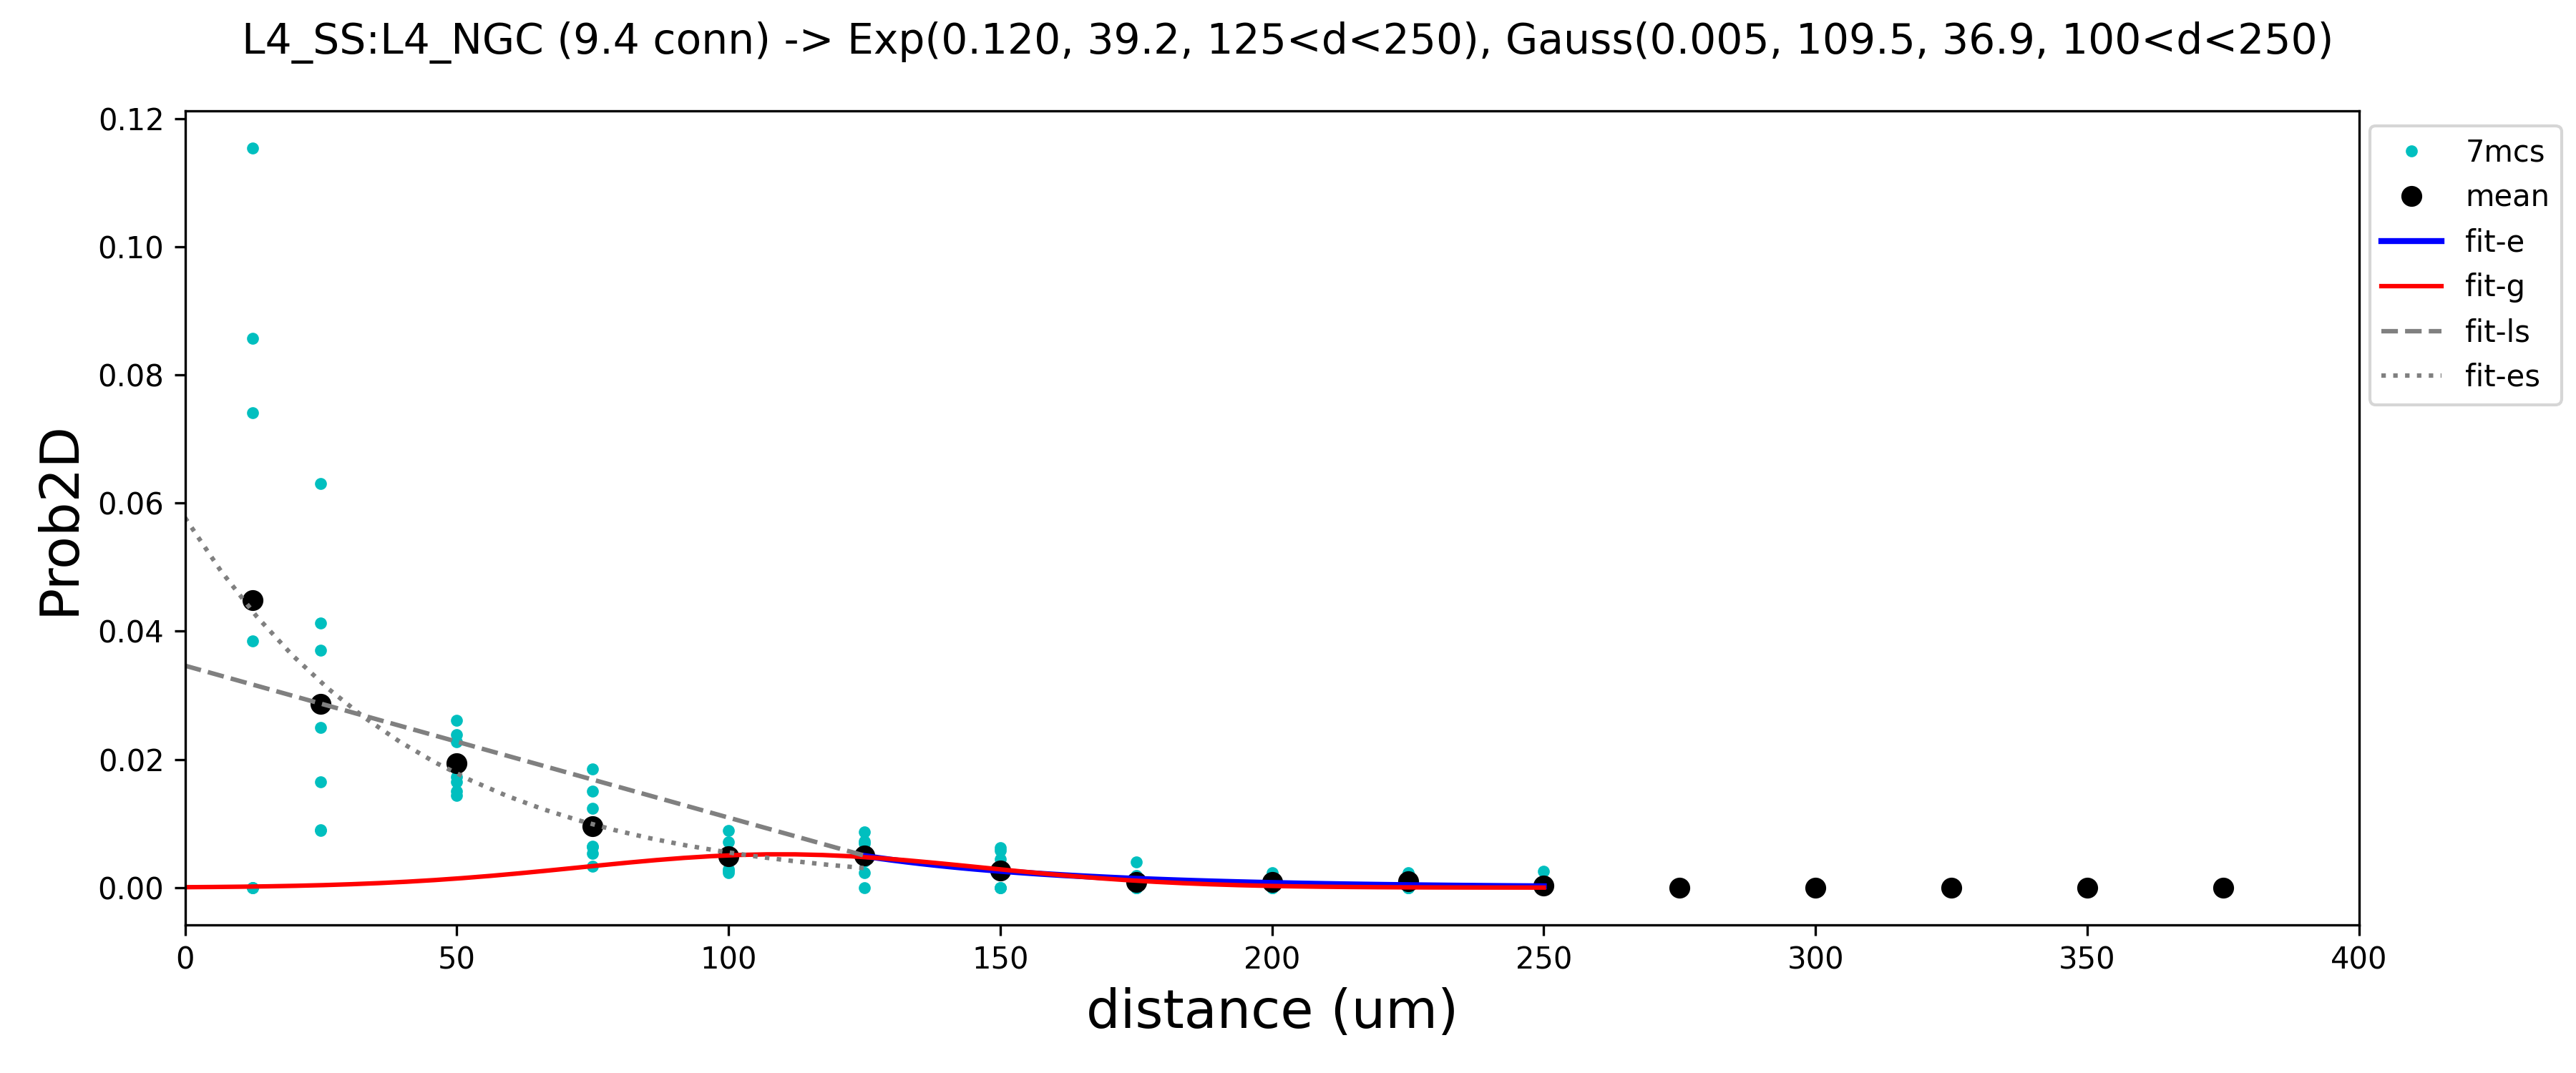 L4_SS:L4_NGC (9.4 conn) -> Exp(0.120, 39.2, 125<d<250), Gauss(0.005, 109.5, 36.9, 100<d<250)
Prob2D
0.12
0.10
0.08
0.06
0.04
0.02
0.00
0 50 100 150 200 250 300 350 400
distance (um)
7mcs
mean
fit-e
fit-g
fit-ls
fit-es